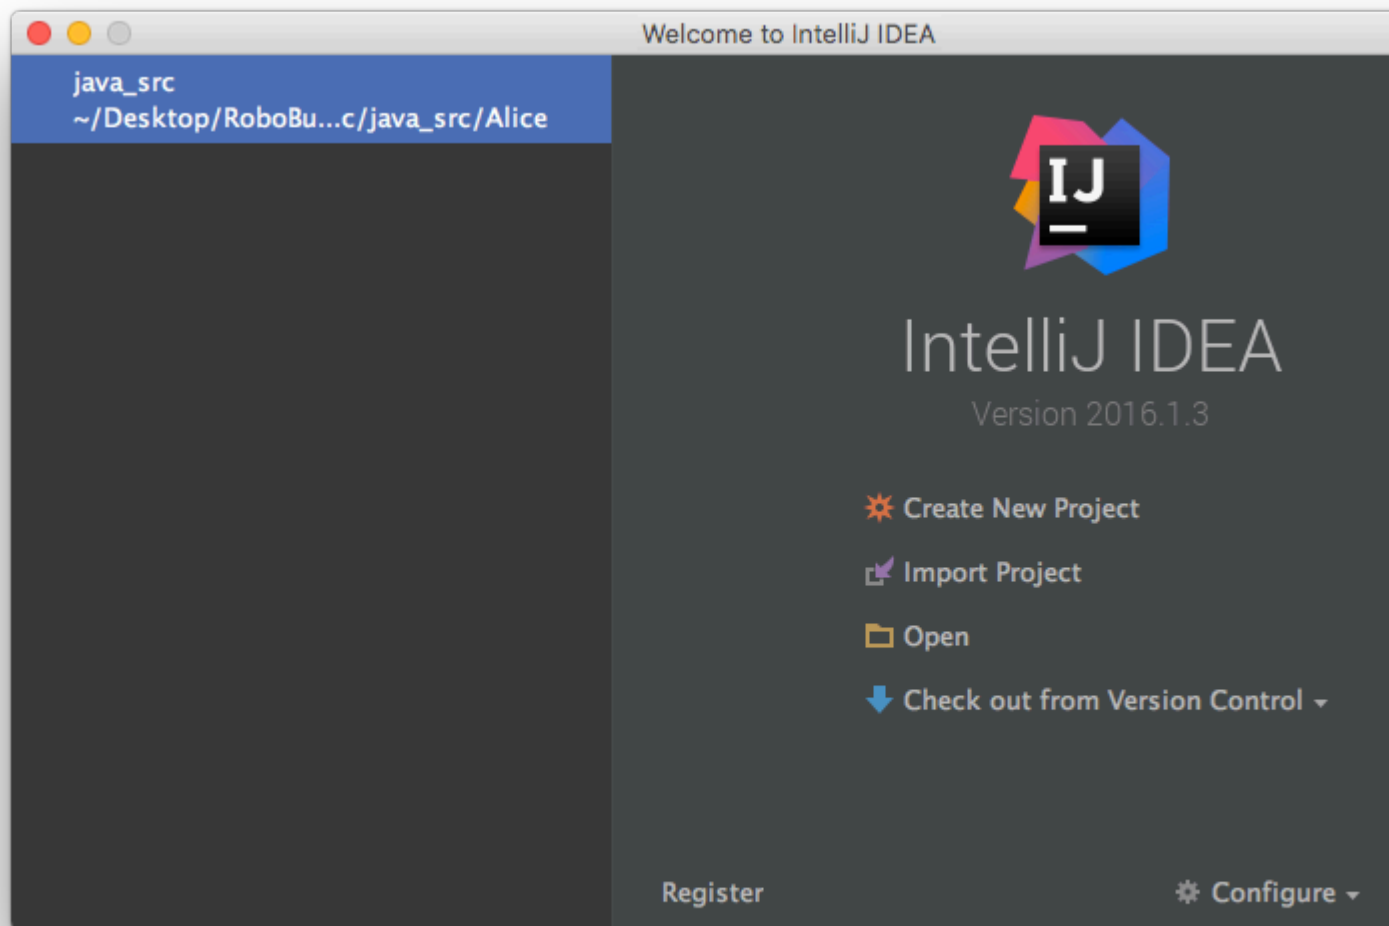 Welcome to IntelliJ IDEA
java_src
~/Desktop/RoboBu...c/java_src/Alice
IJ
IntelliJ IDEA
Version 2016.1.3
Create New Project
Import Project
Open
Check out from Version Control
Register
Configure